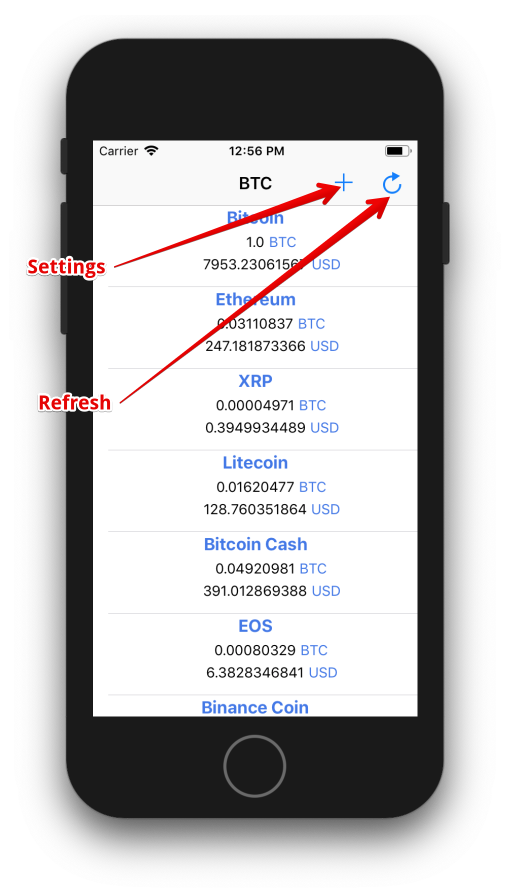 Carrier 12:56 PM
BTC
Bitcoin
1.0 BTC
Settings
7953.2306156 USD
Ethereum
0.03110837 BTC
247.181873366 USD
XRP
Refresh
0.00004971 BTC
0.3949934489 USD
Litecoin
0.01620477 BTC
128.760351864 USD
Bitcoin Cash
0.04920981 BTC
391.012869388 USD
EOS
0.00080329 BTC
6.3828346841 USD
Binance Coin